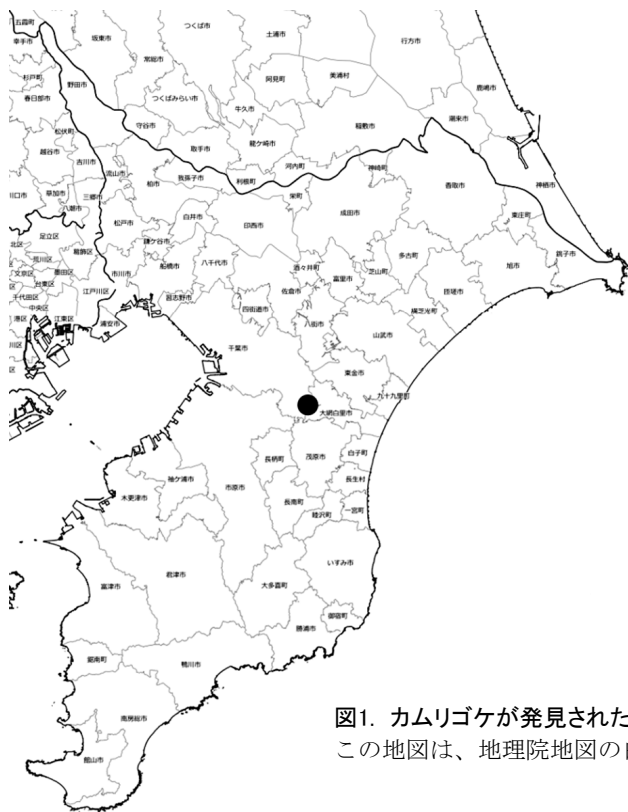 五霞町
幸手市
坂東市
つくば市
土浦市
行方市
常総市
阿見町
美浦村
鹿嶋市
杉戸町
野田市
つくばみらい市
牛久市
春日部市
守谷市
龍ケ崎市
稲敷市
潮来市
松伏町
取手市
河内町
越谷市
吉川市
流山市
我孫子市
利根町
神崎町
神栖市
柏市
栄町
香取市
草加市
三郷市
川口市
八潮市
松戸市
白井市
印西市
成田市
東庄町
足立区
鎌ケ谷市
北区
銚子市
荒川区
葛飾区
市川市
船橋市
八千代市
酒々井町
富里市
芝山町
多古町
旭市
文京区
墨田区
台東区
佐倉市
匝瑳市
千代田区
江戸川区
習志野市
四街道市
八街市
横芝光町
中央区
港区
江東区
浦安市
山武市
川区
千葉市
区
東金市
九十九里町
大網白里市
長柄町
茂原市
白子町
袖ケ浦市
市原市
長生村
木更津市
長南町
睦沢町
一宮町
いすみ市
君津市
富津市
大多喜町
御宿町
勝浦市
鋸南町
鴨川市
南房総市
館山市
図1. カムリゴケが発見された
この地図は、地理院地図の